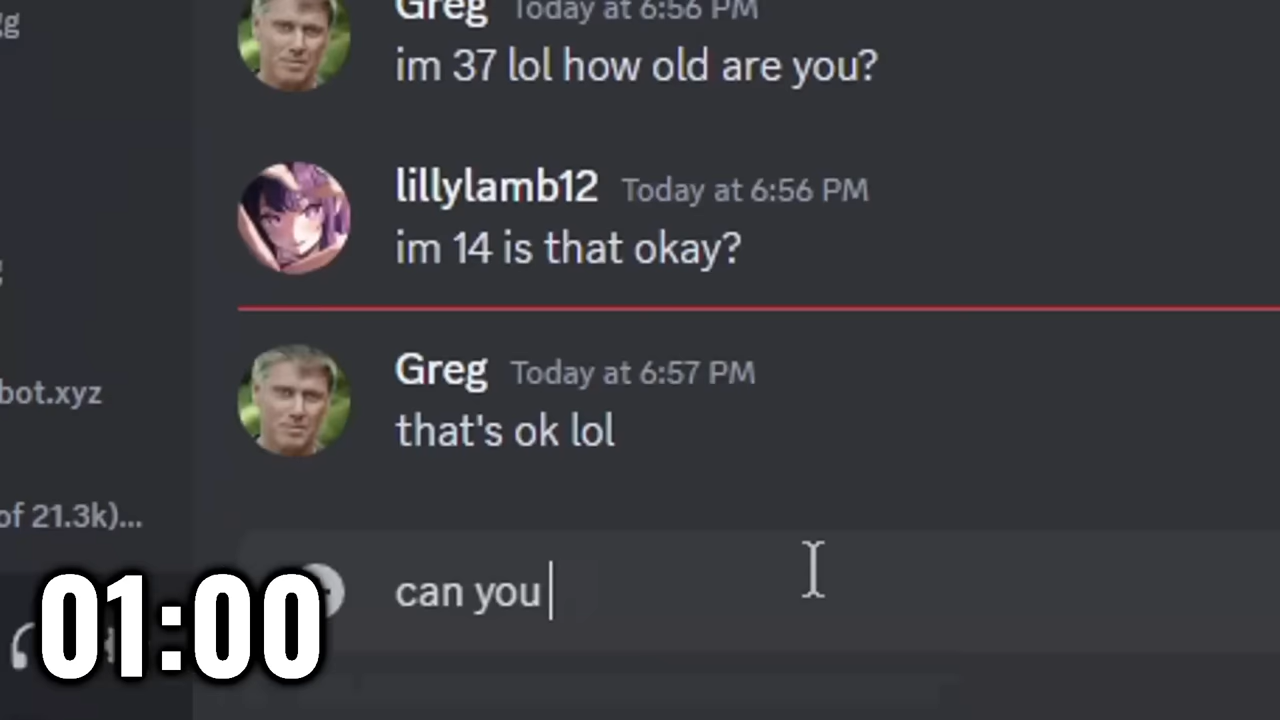 g
Greg Today at 6:56 PM
im 37 lol how old are you?
lillylamb12 Today at 6:56 PM
im 14 is that okay?
Greg Today at 6:57 PM
bot.xyz
that's ok lol
of 21.3k)...
can you
01:00